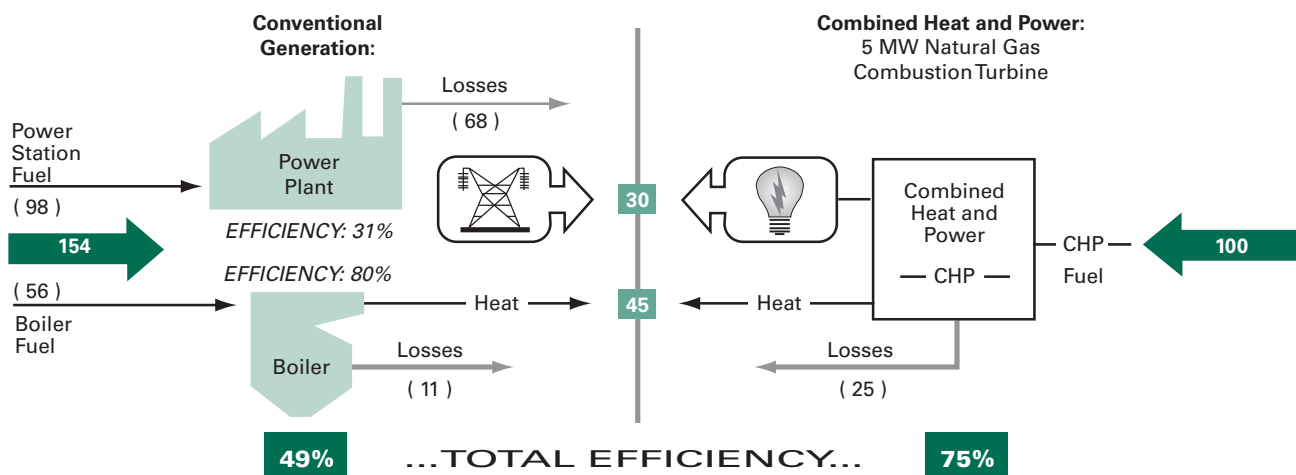 Conventional
Generation:
Combined Heat and Power:
5 MW Natural Gas
Combustion Turbine
Losses
( 68 )
Power
Station
Fuel
( 98 )
Power
Plant
EFFICIENCY: 31%
154
EFFICIENCY: 80%
( 56 )
Boiler
Fuel
Boiler
Heat
Losses
( 11 )
30
45
Combined
Heat and
Power
CHP
CHP
Fuel
100
Heat
Losses
( 25 )
49%
...TOTAL EFFICIENCY...
75%